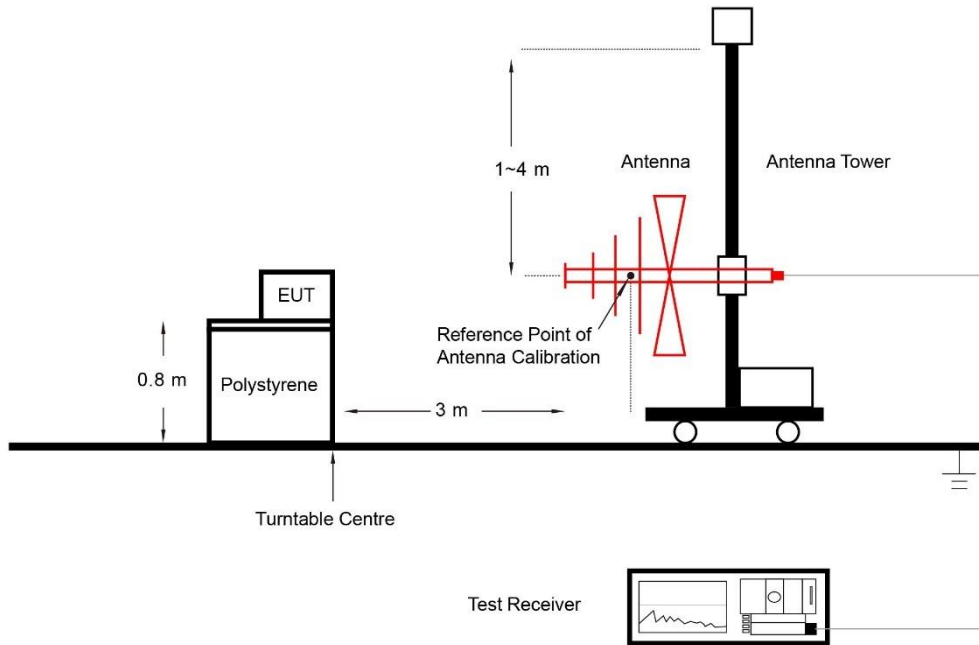 1~4 m
Antenna
Antenna Tower
EUT
Reference Point of
Antenna Calibration
0.8 m
Polystyrene
3 m
Turntable Centre
Test Receiver